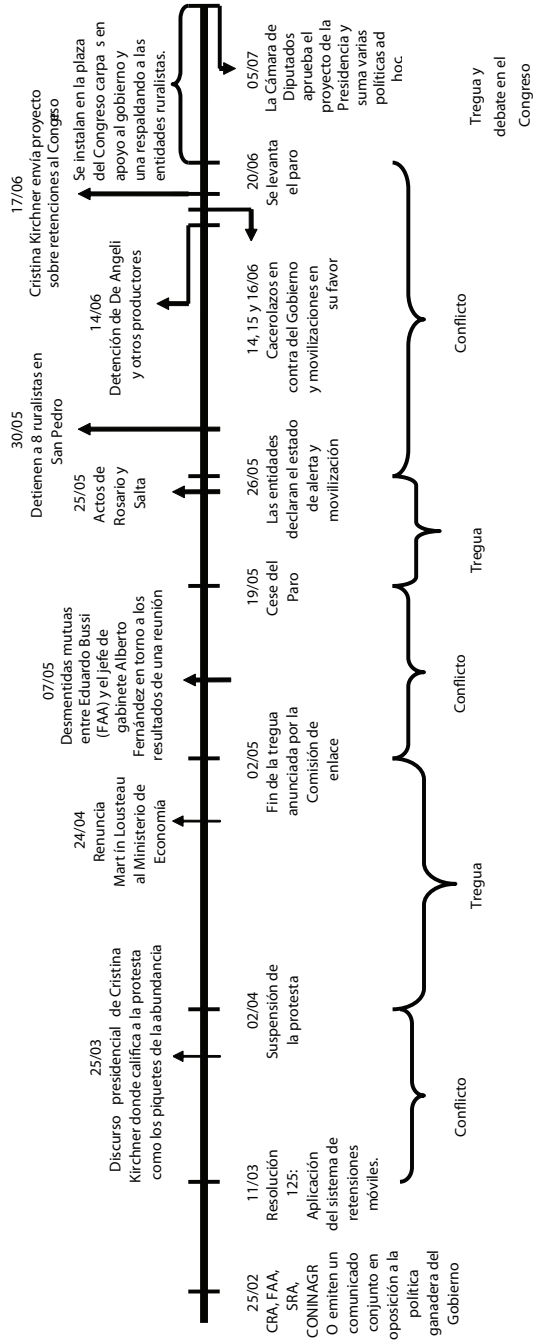 25/02
CRA, FAA,
SRA,
CONINAGR
O emiten un
comunicado
conjunto en
oposición a la
política
ganadera del
Gobierno
11/03
Resolución
125:
Aplicación
del sistema de
retensiones
móviles.
25/03
Discurso presidencial de Cristina
Kirchner donde califica a la protesta
como los piquetes de la abundancia
02/04
Suspensión de
la protesta
24/04
Renuncia
Mart ín Lousteau
al Ministerio de
Economía
02/05
Fin de la tregua
anunciada por la
Comisión de
enlace
07/05
Desmentidas mutuas
entre Eduardo Bussi
(FAA) y el jefe de
gabinete Alberto
Fernández en torno a los
resultados de una reunión
19/05
Cese del
Paro
25/05
Actos de
Rosario y
Salta
26/05
Las entidades
declaran el estado
de alerta y
movilización
30/05
Detienen a 8 ruralistas en
San Pedro
14/06
Detención de De Angeli
y otros productores
14, 15 y 16/06
Cacerolazos en
contra del Gobierno
y movilizaciones en
su favor
17/06
Cristina Kirchner envía proyecto
sobre retenciones al Congeso
20/06
Se levanta
el paro
Se instalan en la plaza
del Congreso carpa s en
apoyo al gobierno y
una respaldando a las
entidades ruralistas.
05/07
La Cámara de
Diputados
aprueba el
proyecto de la
Presidencia y
suma varias
políticas ad
hoc.
Conflicto
Tregua
Conflicto
Tregua
Conflicto
Tregua y
debate en el
Congreso